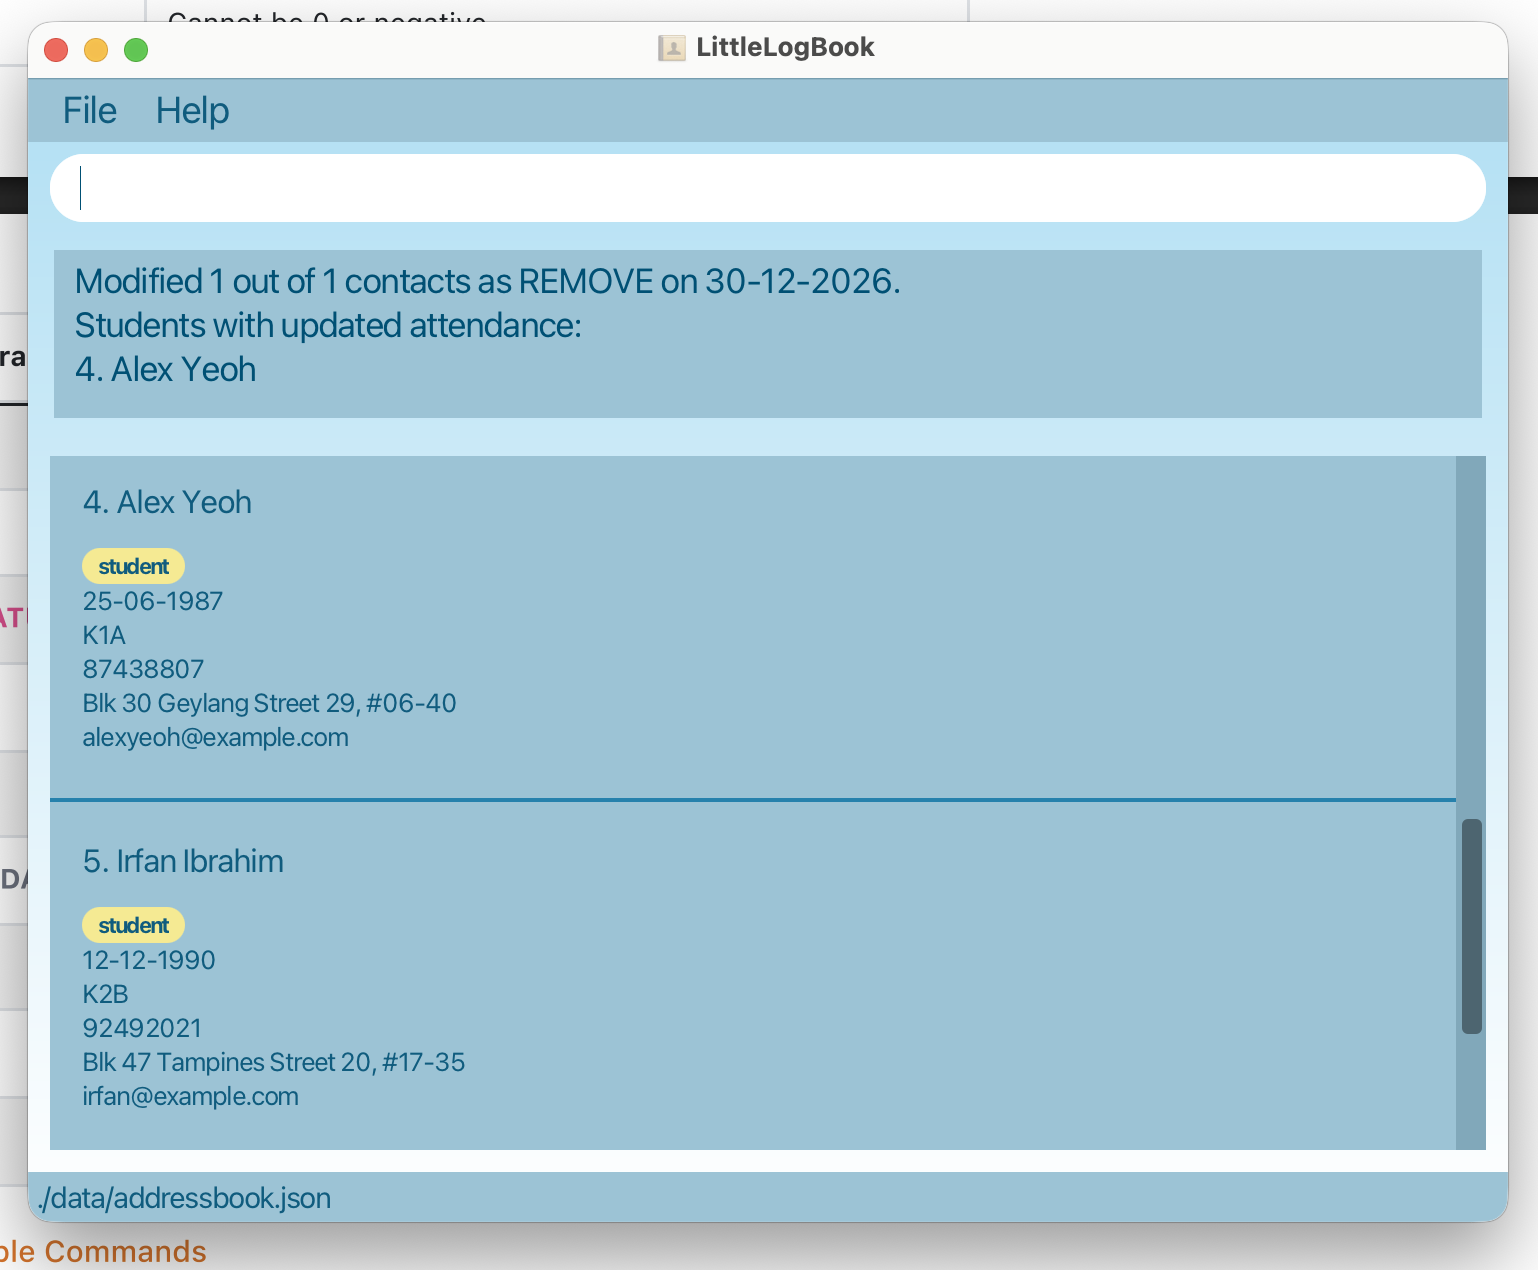 Cannot be 0 or negative
LittleLogBook
File Help
Modified 1 out of 1 contacts as REMOVE on 30-12-2026.
Students with updated attendance:
4. Alex Yeoh
ra
4. Alex Yeoh
student
25-06-1987
K1A
87438807
Blk 30 Geylang Street 29, #06-40
alexyeoh@example.com
5. Irfan Ibrahim
student
12-12-1990
K2B
92492021
Blk 47 Tampines Street 20, #17-35
irfan@example.com
./data/addressbook.json
Commands